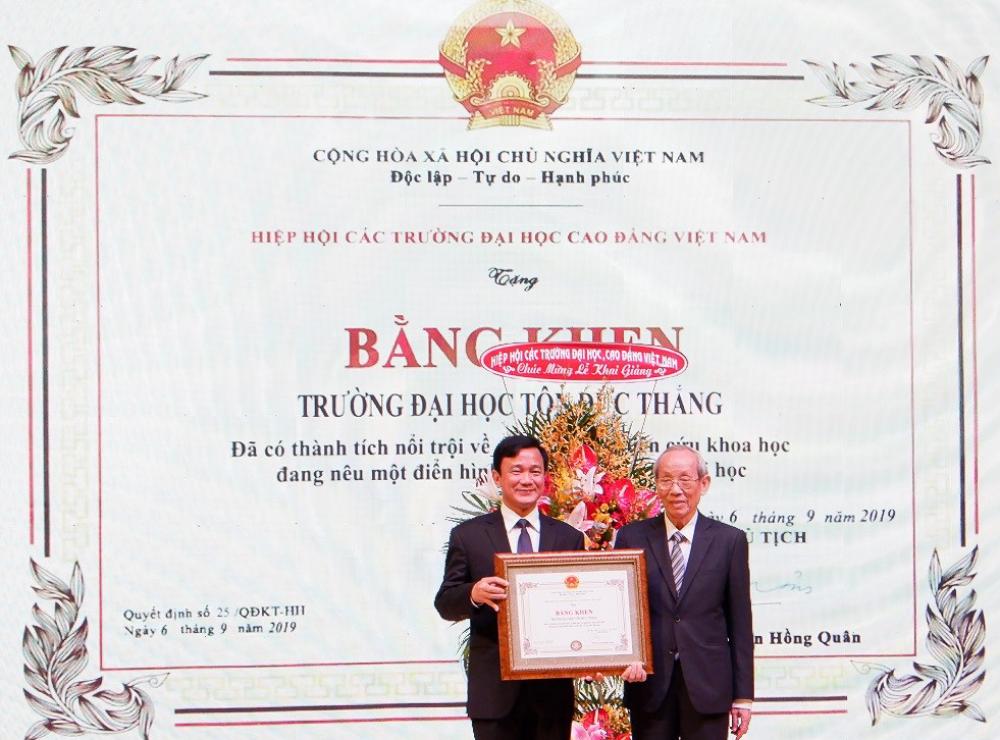 VIỆT NAM
CỘNG HÒA XÃ HỘI CHỦ NGHĨA VIỆT NAM
Độc lập – Tự do – Hạnh phúc
HIỆP HỘI CÁC TRƯỜNG ĐẠI HỌC CAO ĐẲNG VIỆT NAM
Tặng
BẰNG KHEN
HIỆP HỘI CÁC TRƯỜNG ĐẠI HỌC, CAO ĐẲNG VIỆT NAM
Chúc Mừng Lễ Khai Giảng
TRƯỜNG ĐẠI HỌC TÔN ĐỨC THẮNG
Đã có thành tích nổi trội về cứu khoa học
đang nêu một điển hình học
6 tháng 9 năm 2019
TỊCH
Quyết định số 25 /QĐKT-HH
Ngày 6 tháng 9 năm 2019
Hồng Quân
BẰNG KHEN